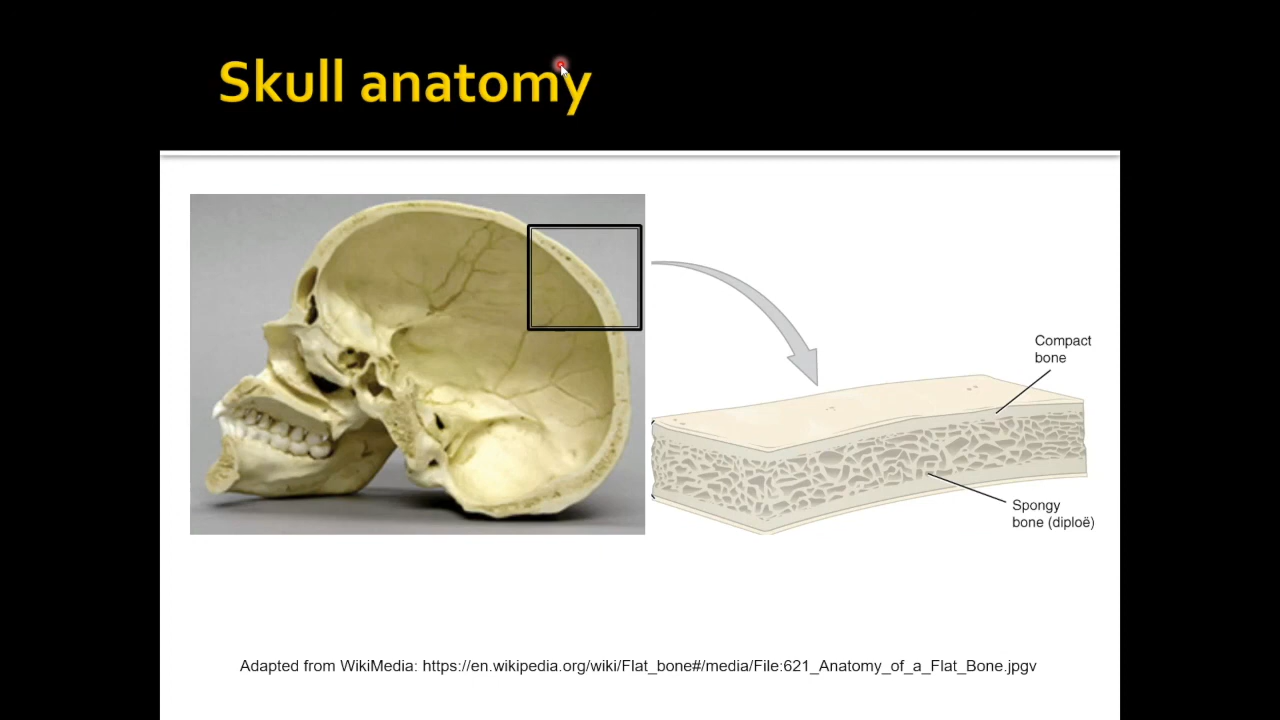 Skull anatomy
Compact
bone
Spongy
bone (diploë)
Adapted from WikiMedia: https://en.wikipedia.org/wiki/Flat_bone#/media/File:621_Anatomy_of_a_Flat_Bone.jpgv